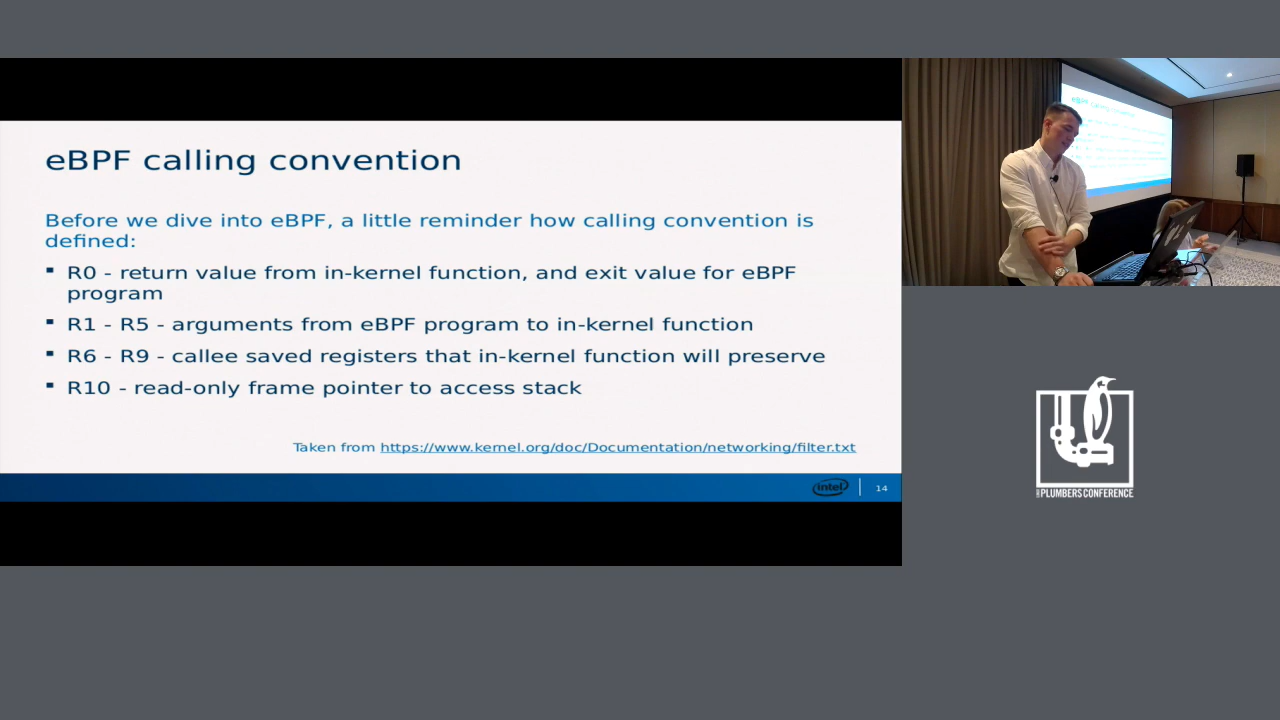 eBPF calling convention
Before we dive into eBPF, a little reminder how calling convention is
defined:
▪ R0 - return value from in-kernel function, and exit value for eBPF
program
▪ R1 - R5 - arguments from eBPF program to in-kernel function
▪ R6 - R9 - callee saved registers that in-kernel function will preserve
▪ R10 - read-only frame pointer to access stack
Taken from https://www.kernel.org/doc/Documentation/networking/filter.txt
intel
14
eBPF calling convention
PLUMBERS CONFERENCE